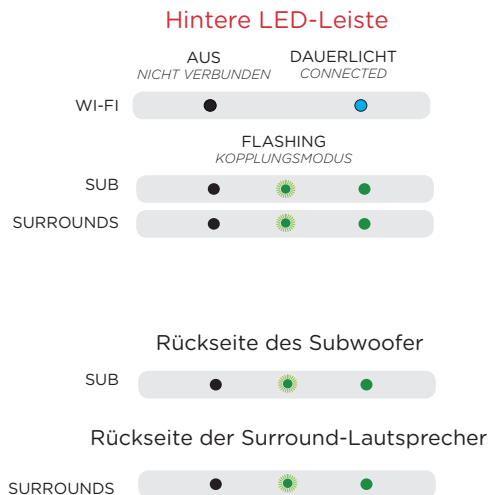 Hintere LED-Leiste
AUS DAUERLICHT
NICHT VERBUNDEN CONNECTED
WI-FI
FLASHING
KOPPLUNGSMODUS
SUB
SURROUNDS
Rückseite des Subwoofer
SUB
Rückseite der Surround-Lautsprecher
SURROUNDS